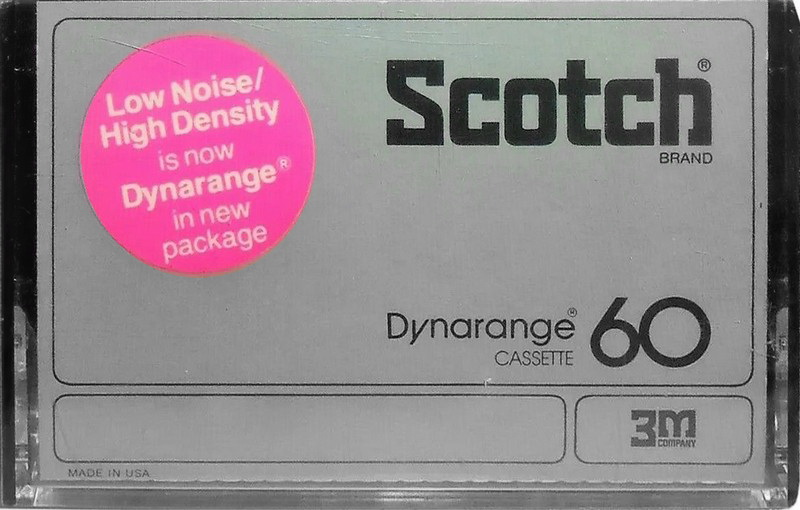 Low Noise/
High Density
is now
Dynarange®
in new
package
Scotch®
BRAND
Dynarange® 60
CASSETTE
3M
COMPANY
MADE IN USA